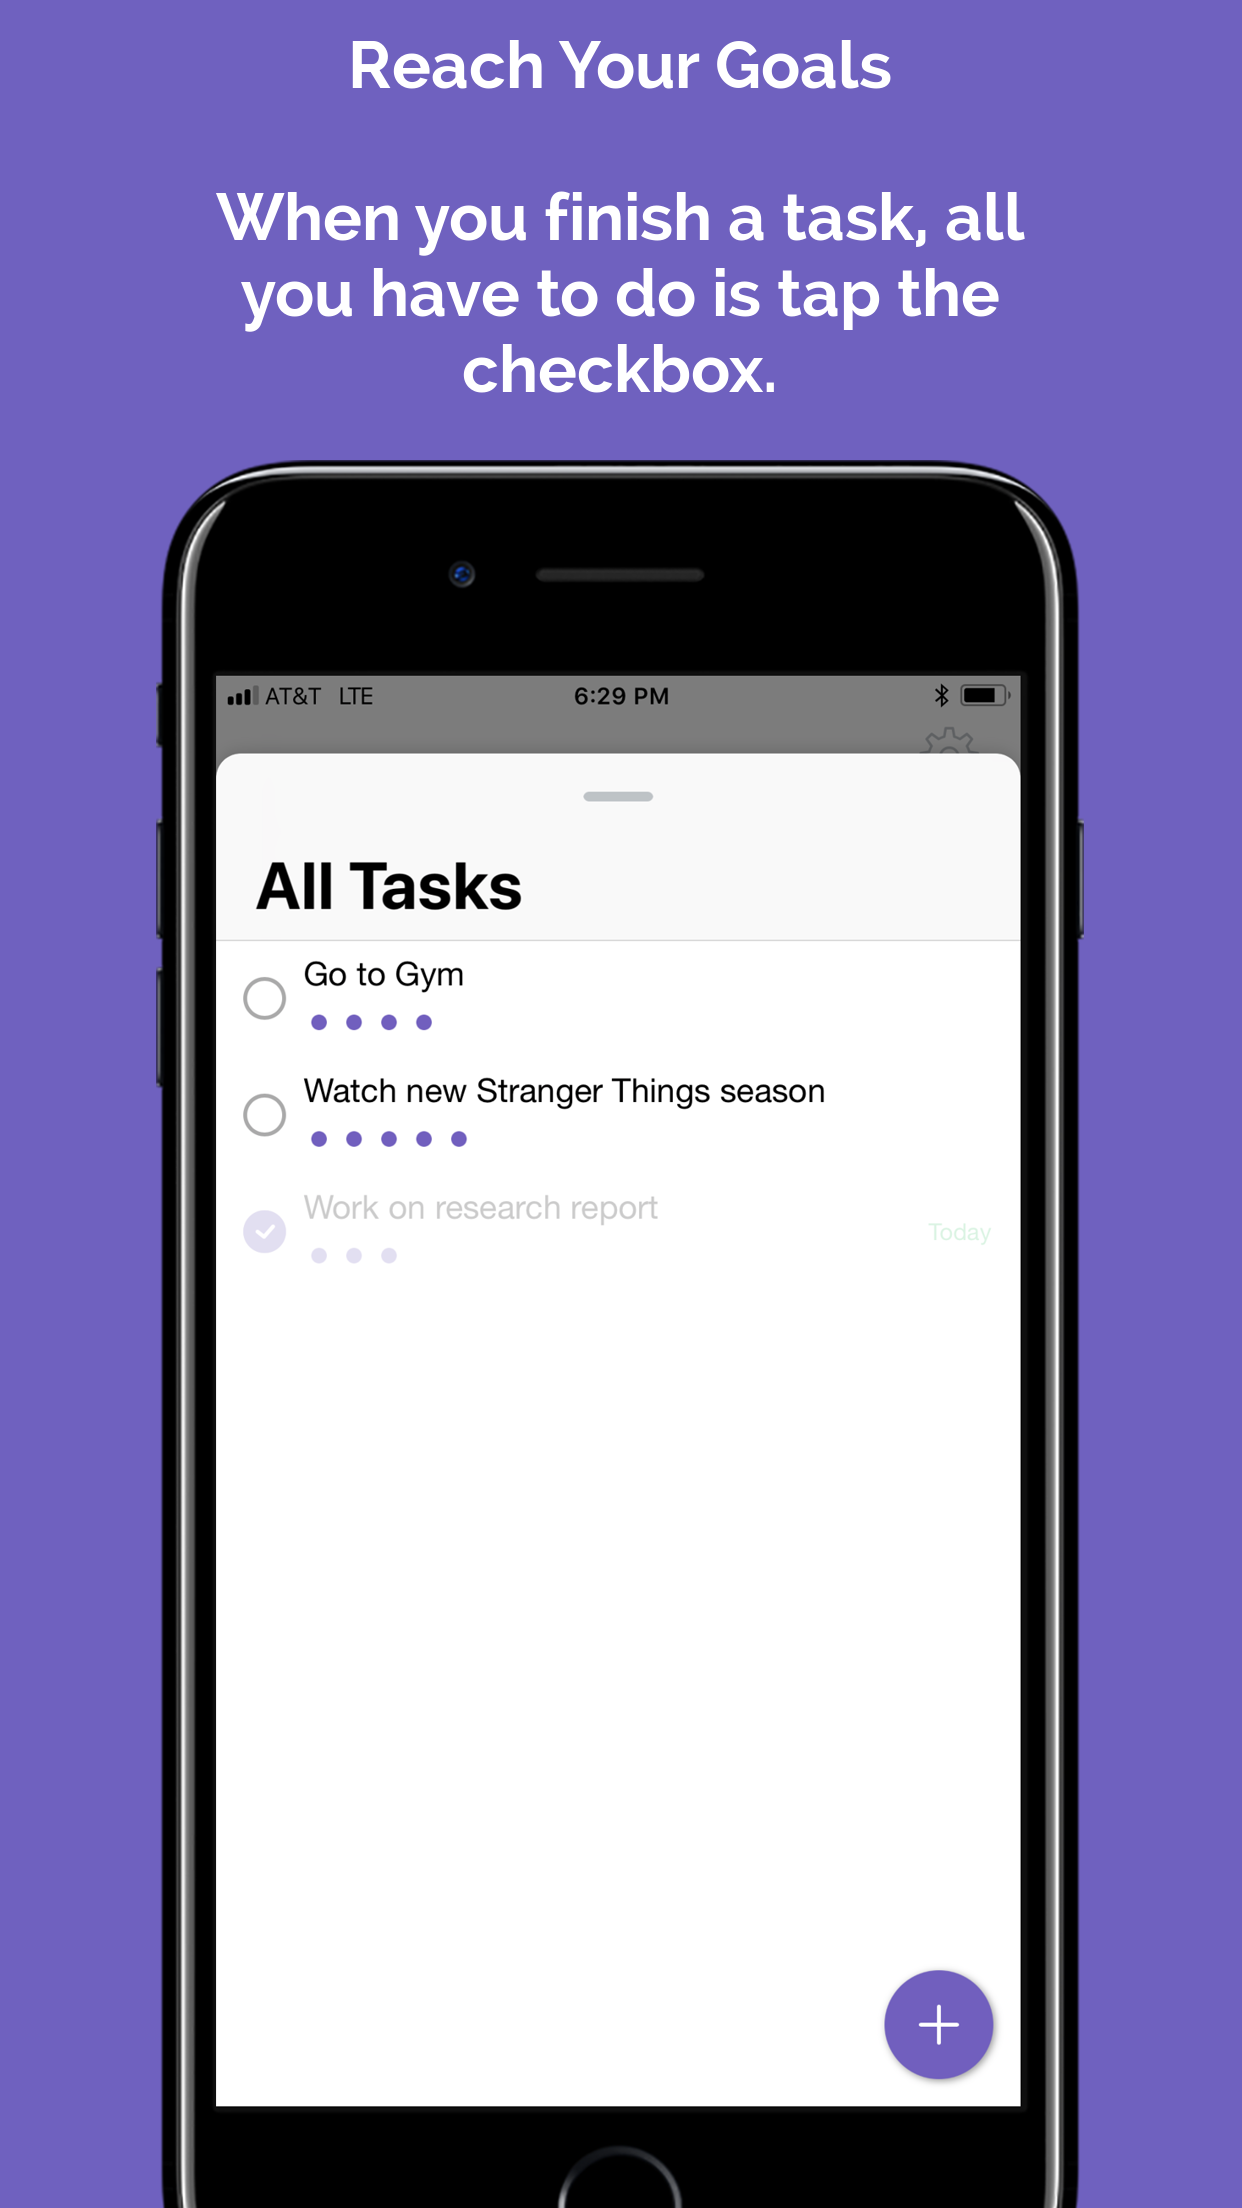 Reach Your Goals
When you finish a task, all
you have to do is tap the
checkbox.
AT&T LTE 6:29 PM
All Tasks
Go to Gym
Watch new Stranger Things season
Work on research report
Today